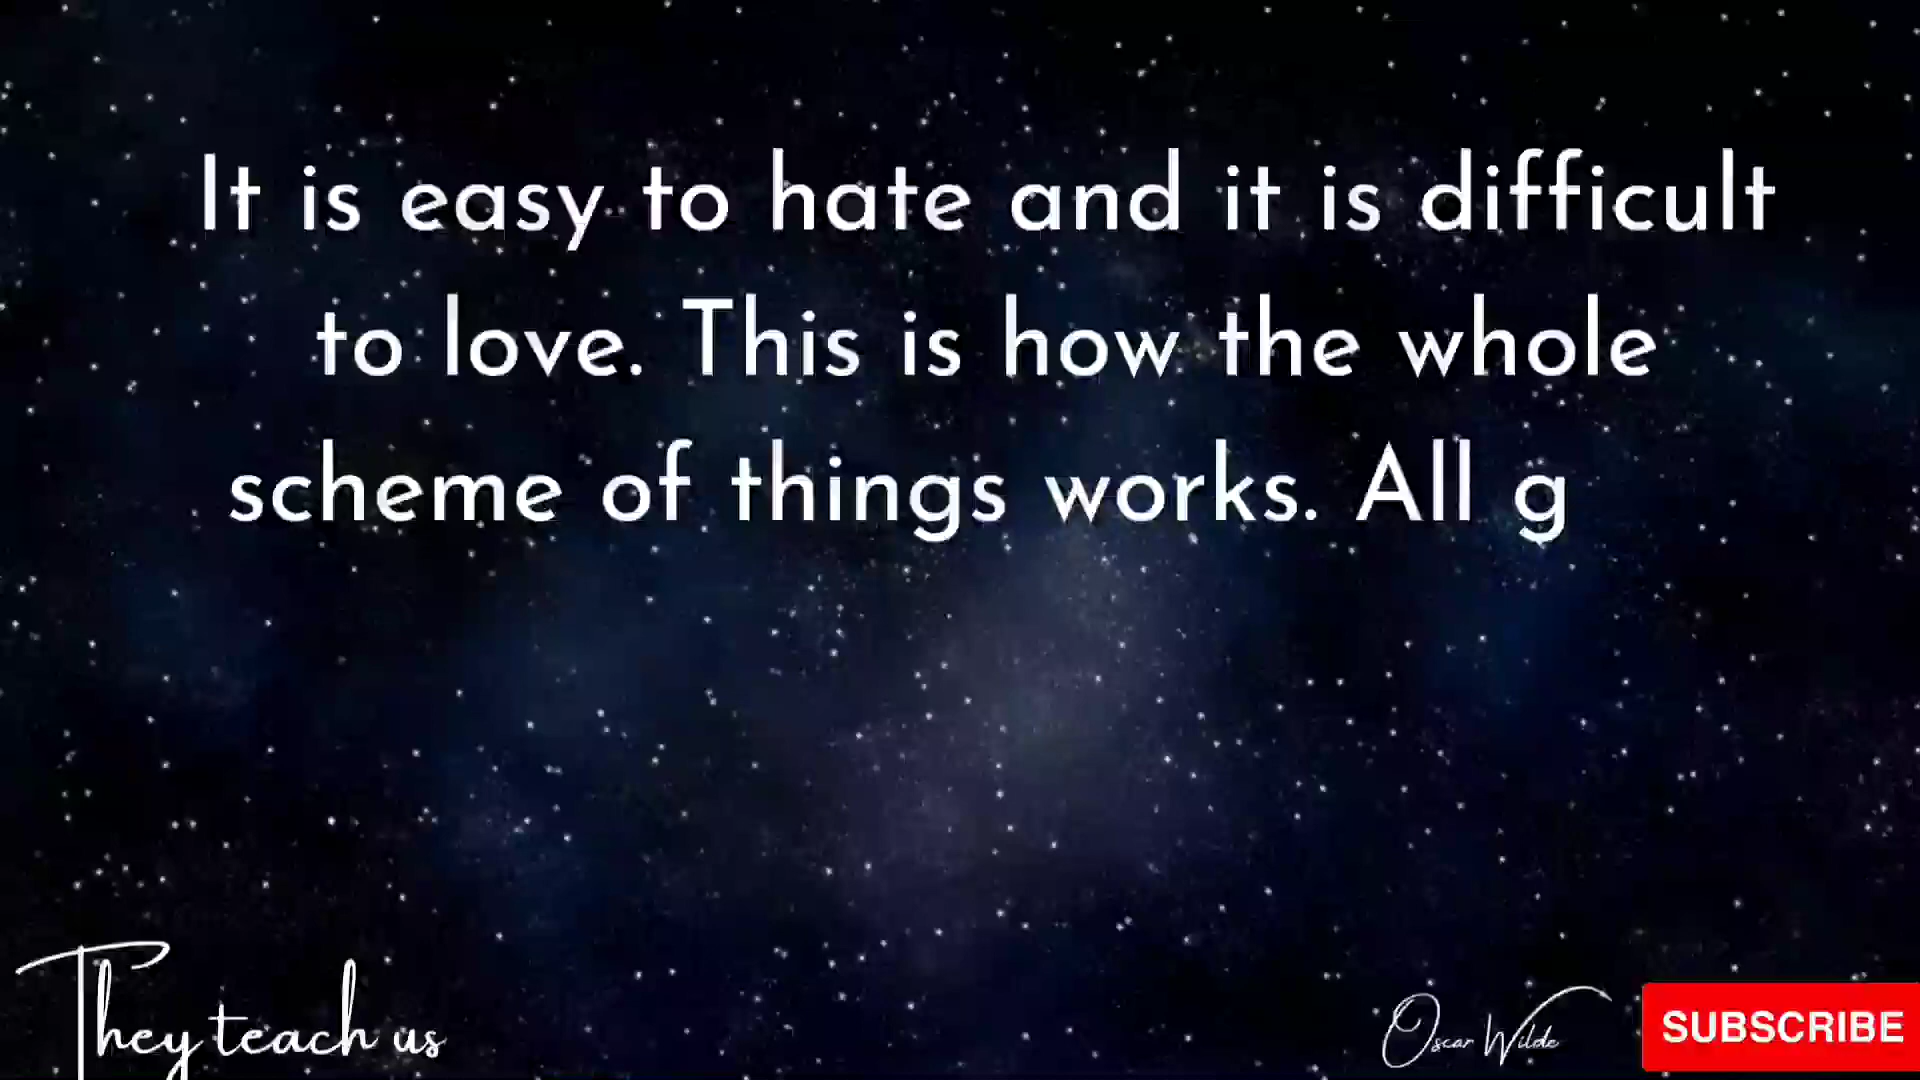 It is easy to hate and it is difficult
to love. This is how the whole
scheme of things works. All g
They teach us
Oscar Wilde
SUBSCRIBE